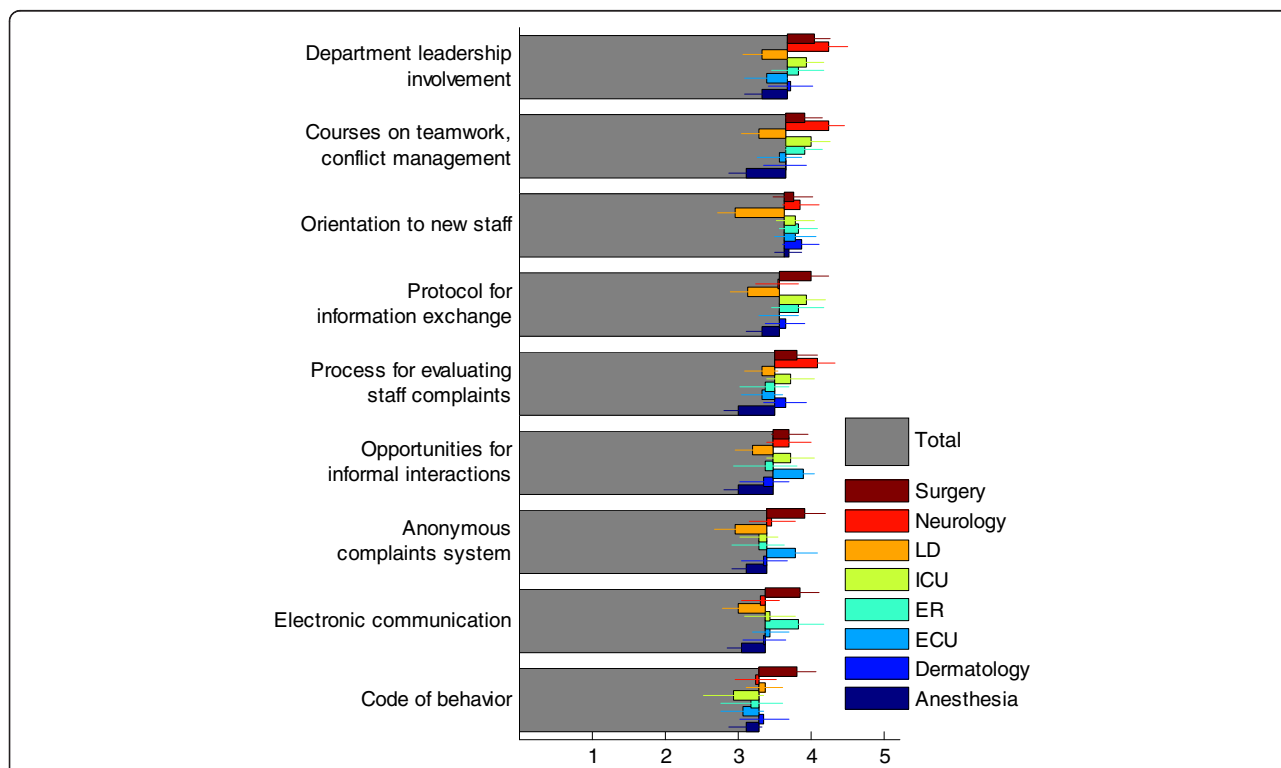 Department leadership
involvement
Courses on teamwork,
conflict management
Orientation to new staff
Protocol for
information exchange
Process for evaluating
staff complaints
Opportunities for
informal interactions
Anonymous
complaints system
Electronic communication
Code of behavior
Total
Surgery
Neurology
LD
ICU
ER
ECU
Dermatology
Anesthesia
1 2 3 4 5